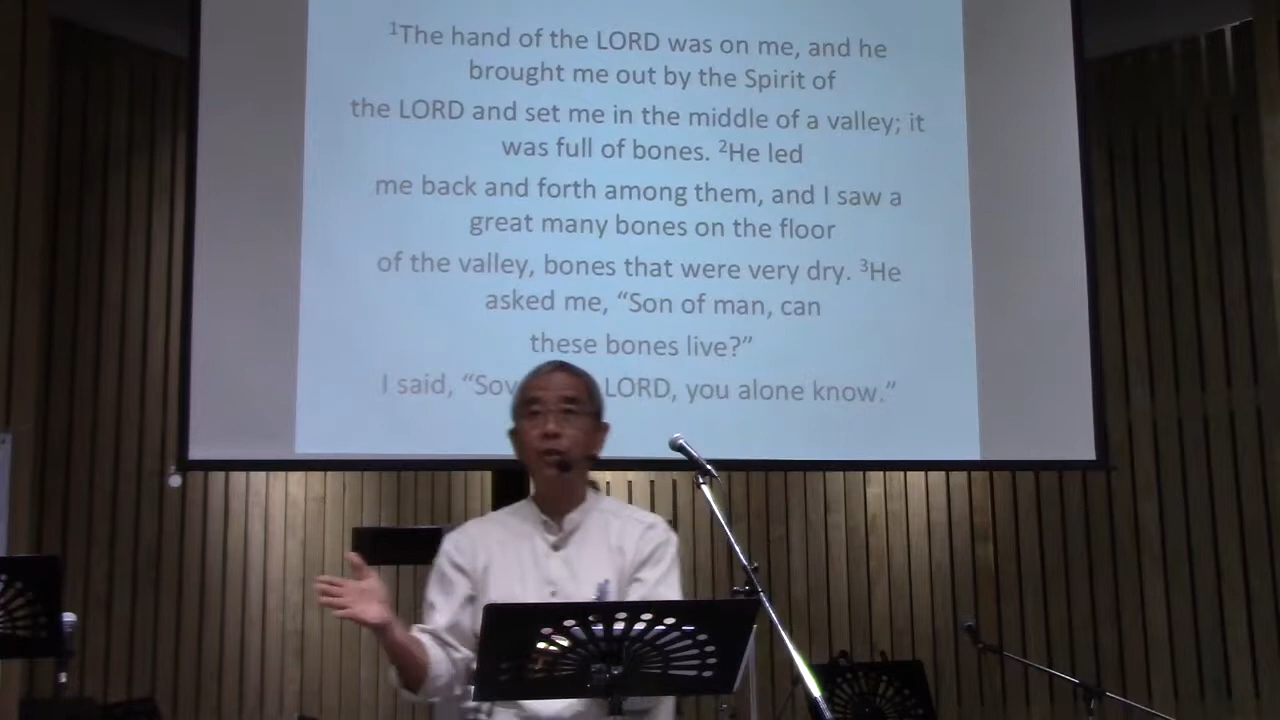 ¹The hand of the LORD was on me, and he
brought me out by the Spirit of
the LORD and set me in the middle of a valley; it
was full of bones. ²He led
me back and forth among them, and I saw a
great many bones on the floor
of the valley, bones that were very dry. ³He
asked me, “Son of man, can
these bones live?”
I said, “Sov LORD, you alone know.”